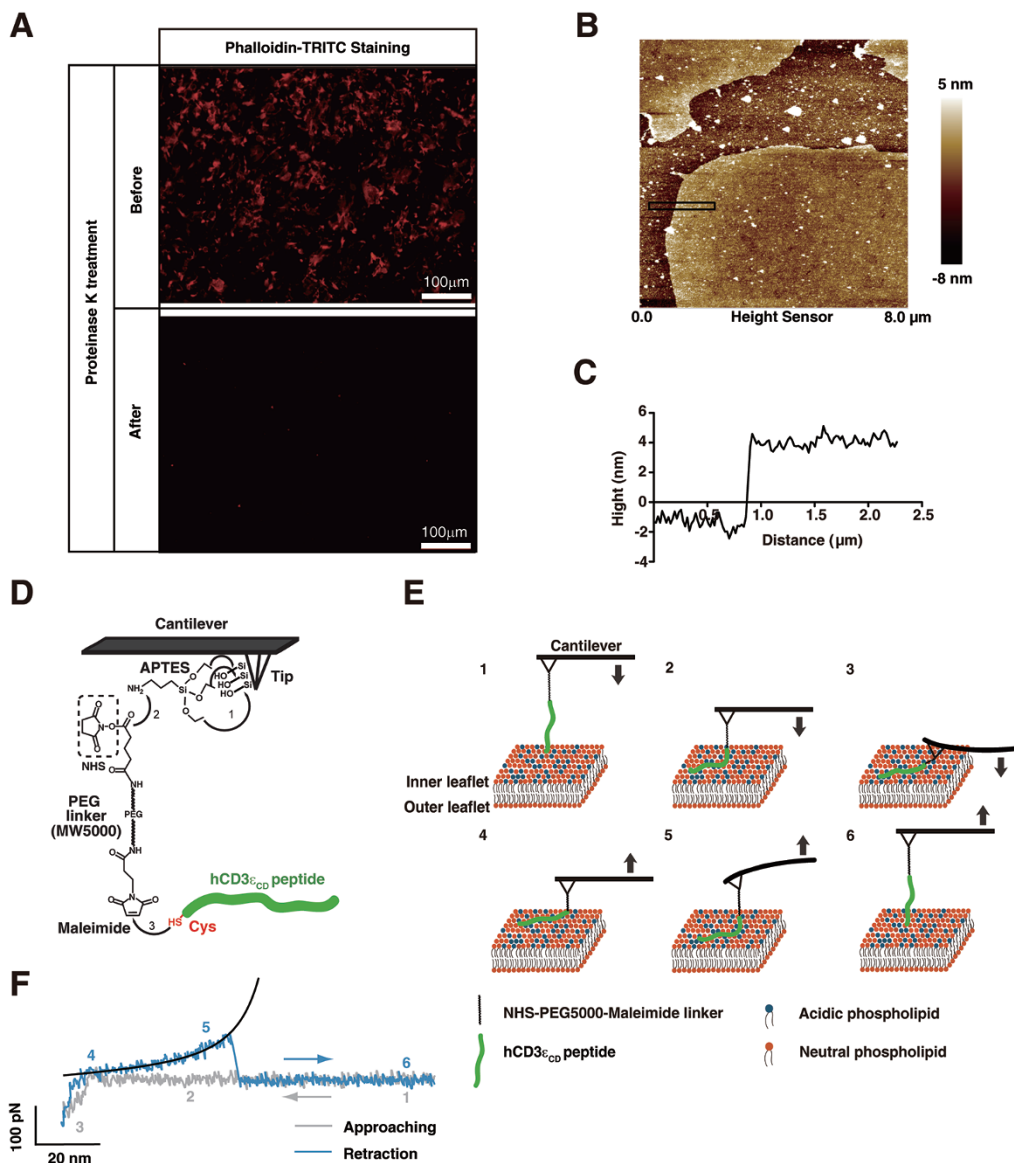 A
Phalloidin-TRITC Staining
Proteinase K treatment
Before
100μm
After
100μm
B
5 nm
-8 nm
0.0
Height Sensor
8.0 µm
C
6
4
2
0
-2
-4
0.5
1.0
1.5
2.0
2.5
Hight (nm)
Distance (µm)
D
Cantilever
APTES
Tip
NH₂
Si
O
O
O
HO
HO
HO
Si
Si
Si
1
2
O
O
N-O
O
NHS
O
NH
PEG
linker
(MW5000)
PEG
NH
O
O
N
O
Maleimide
3
HS
Cys
hCD3εCD peptide
E
1
Cantilever
2
3
Inner leaflet
Outer leaflet
4
5
6
NHS-PEG5000-Maleimide linker
hCD3εCD peptide
Acidic phospholipid
Neutral phospholipid
F
4
5
6
2
1
3
100 pN
20 nm
Approaching
Retraction